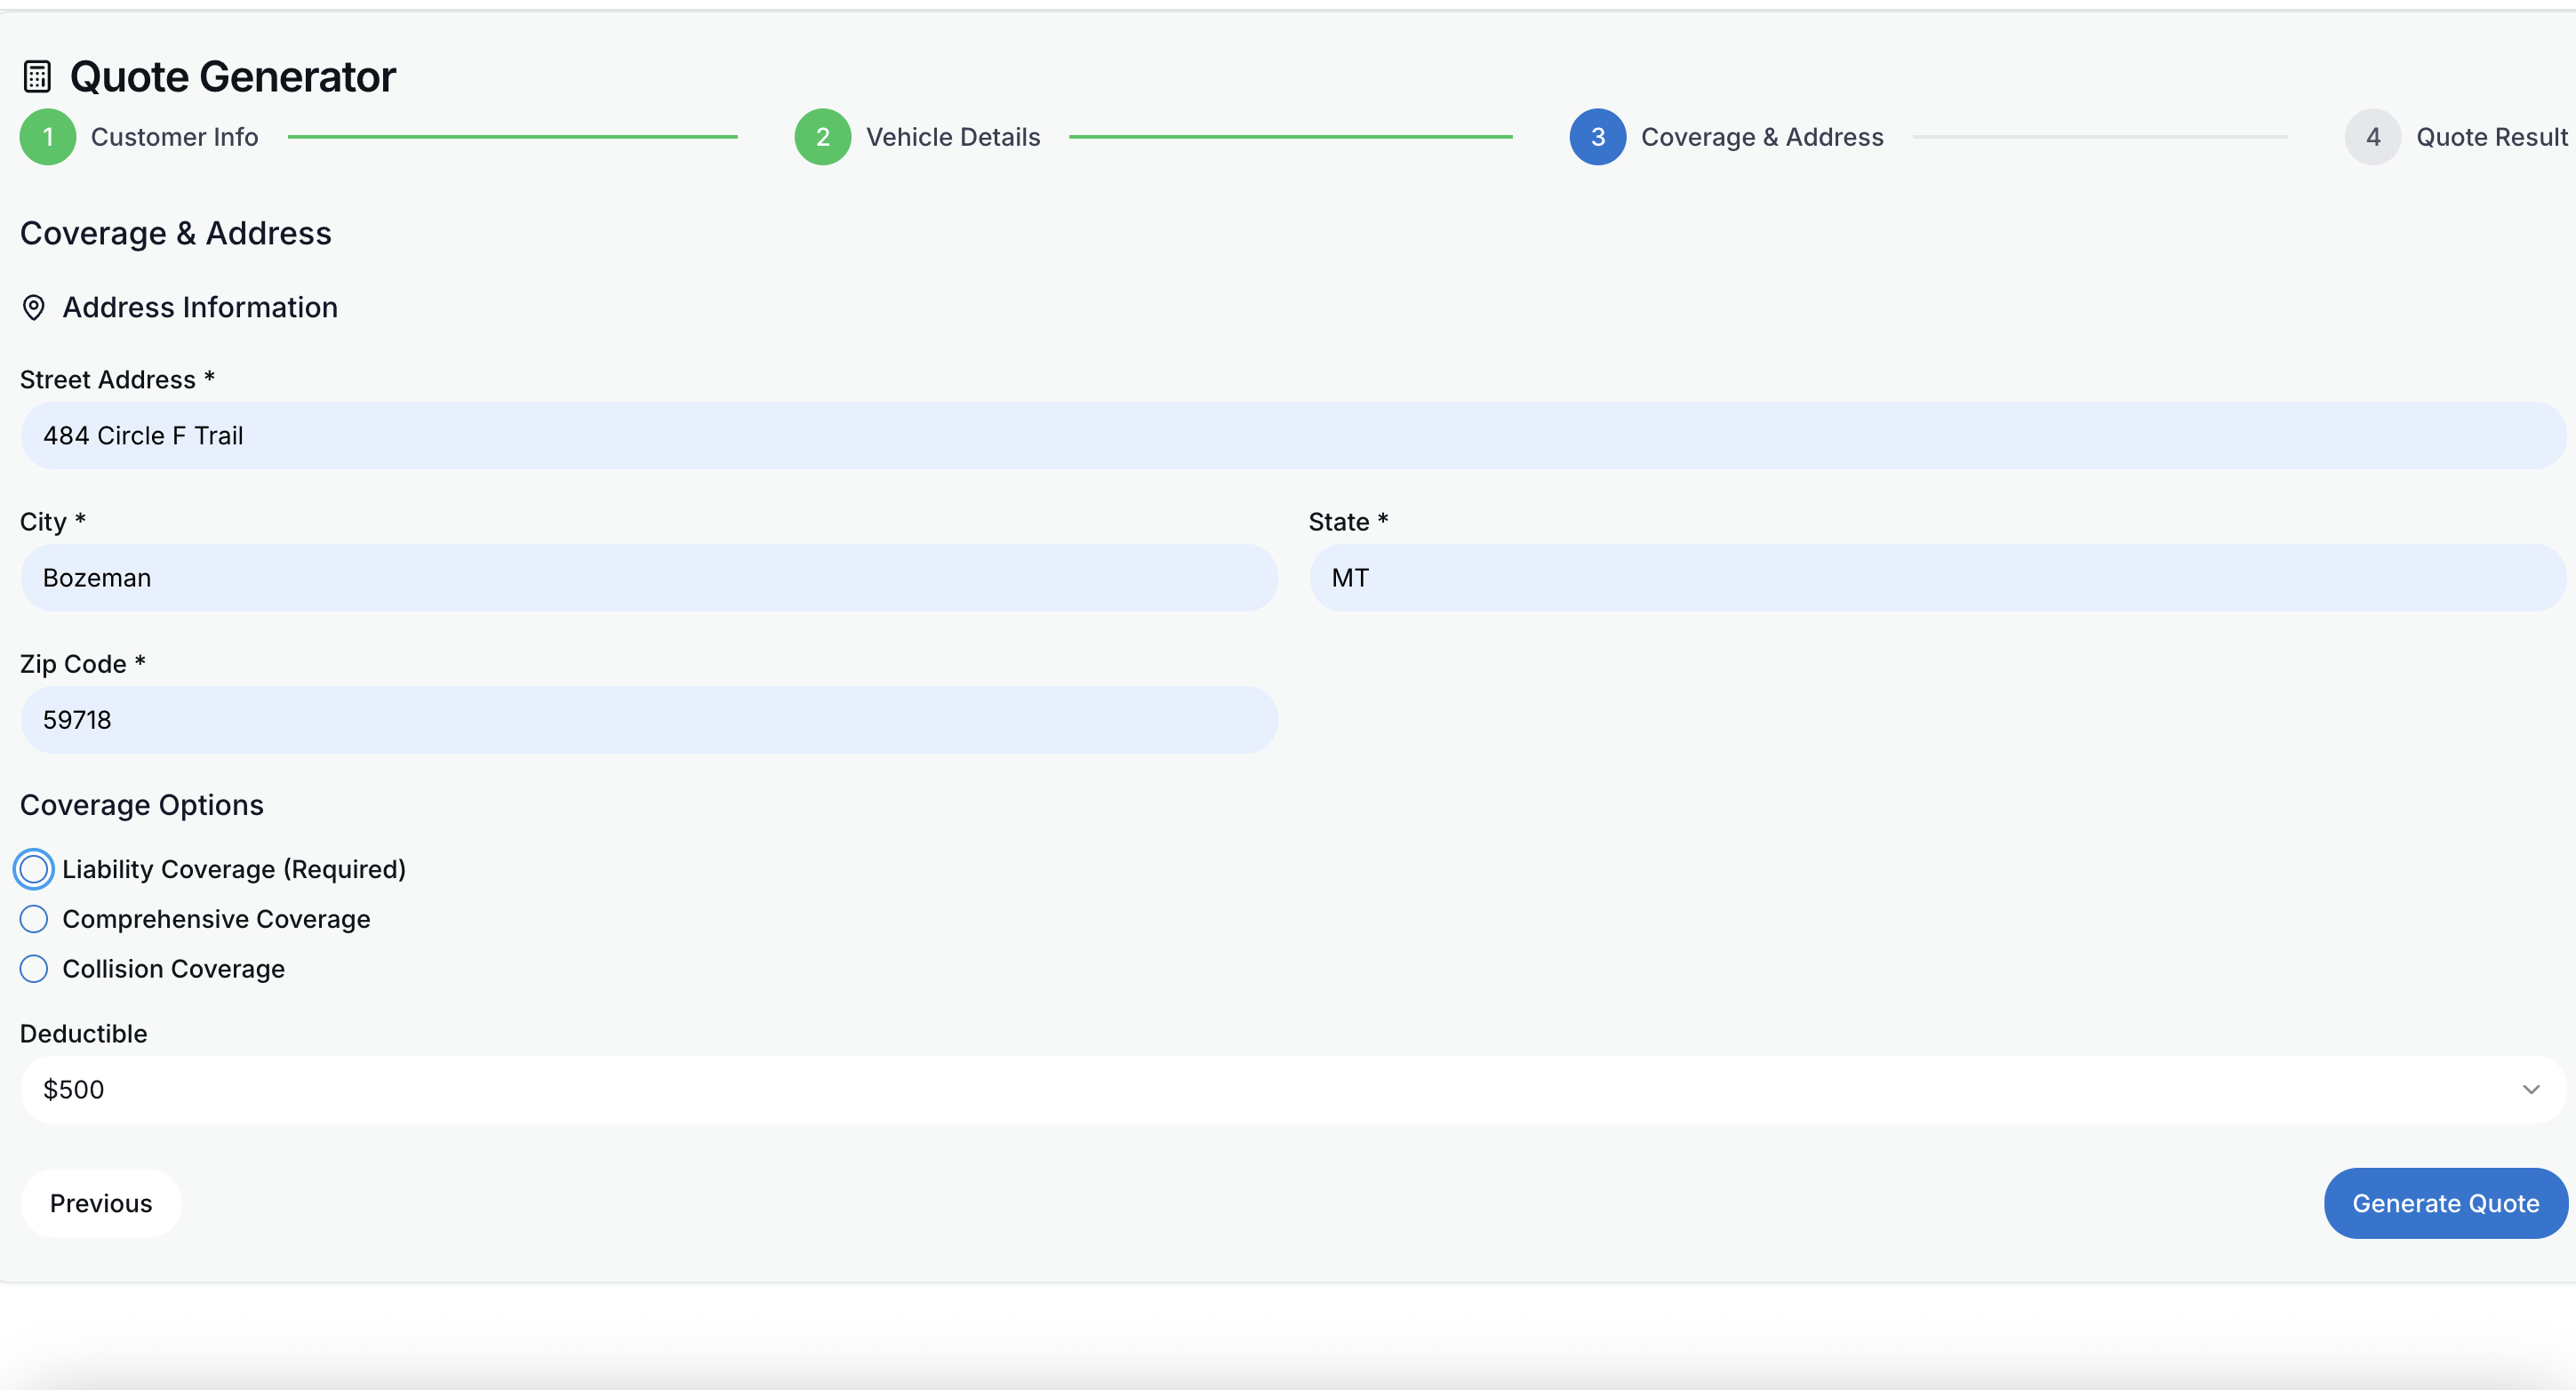 Quote Generator
1 Customer Info 2 Vehicle Details 3 Coverage & Address 4 Quote Result
Coverage & Address
Address Information
Street Address *
484 Circle F Trail
City * State *
Bozeman MT
Zip Code *
59718
Coverage Options
Liability Coverage (Required)
Comprehensive Coverage
Collision Coverage
Deductible
$500
Previous Generate Quote